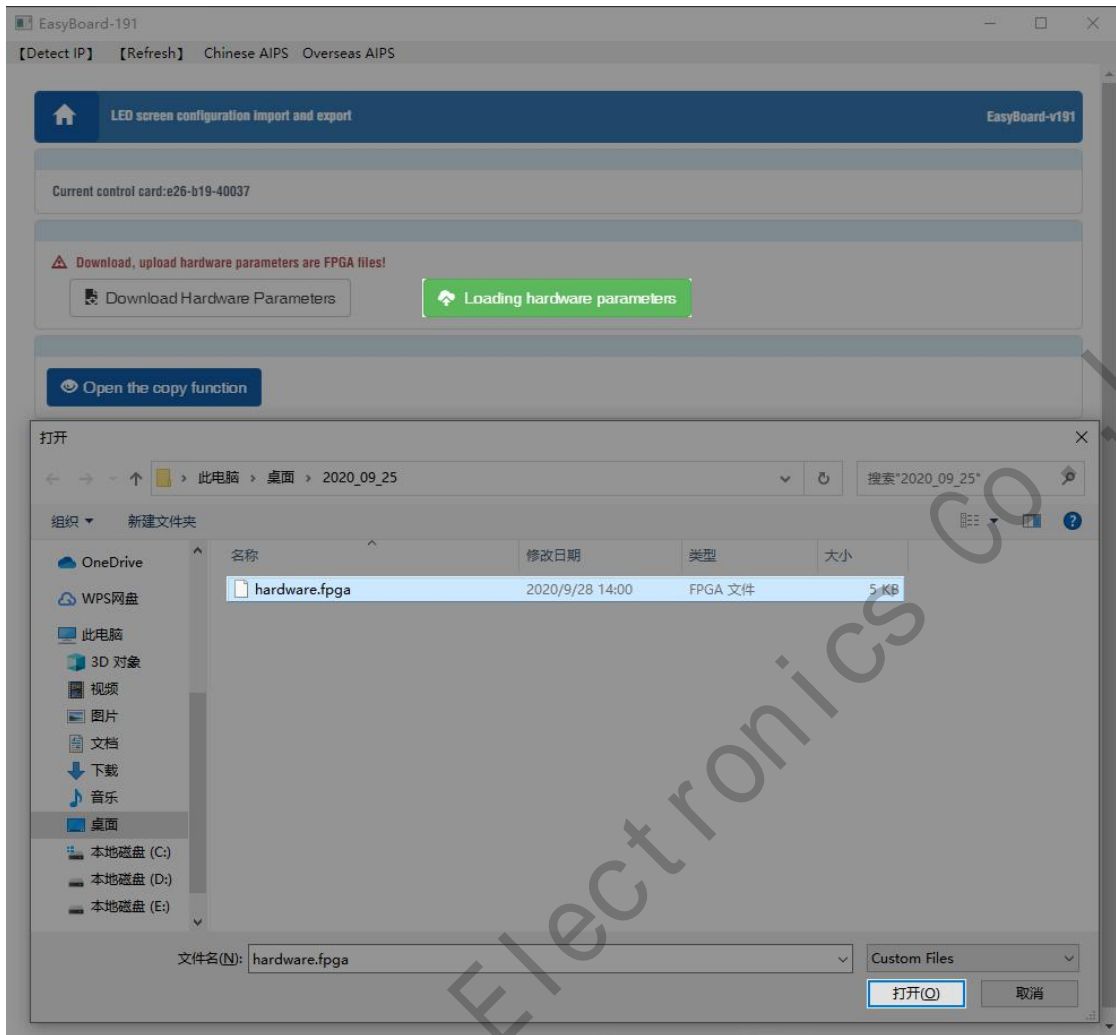 EasyBoard-191
【Detect IP】 【Refresh】 Chinese AIPS Overseas AIPS
LED screen configuration import and export EasyBoard-v191
Current control card:e26-b19-40037
Download, upload hardware parameters are FPGA files!
Download Hardware Parameters Loading hardware parameters
Open the copy function
打开
此电脑 › 桌面 › 2020_09_25 搜索"2020_09_25"
组织 新建文件夹
名称 修改日期 类型 大小
hardware.fpga 2020/9/28 14:00 FPGA 文件 5 KB
OneDrive
WPS网盘
此电脑
3D 对象
视频
图片
文档
下载
音乐
桌面
本地磁盘 (C:)
本地磁盘 (D:)
本地磁盘 (E:)
文件名(N): hardware.fpga Custom Files
打开(O) 取消
Electronics Co.,